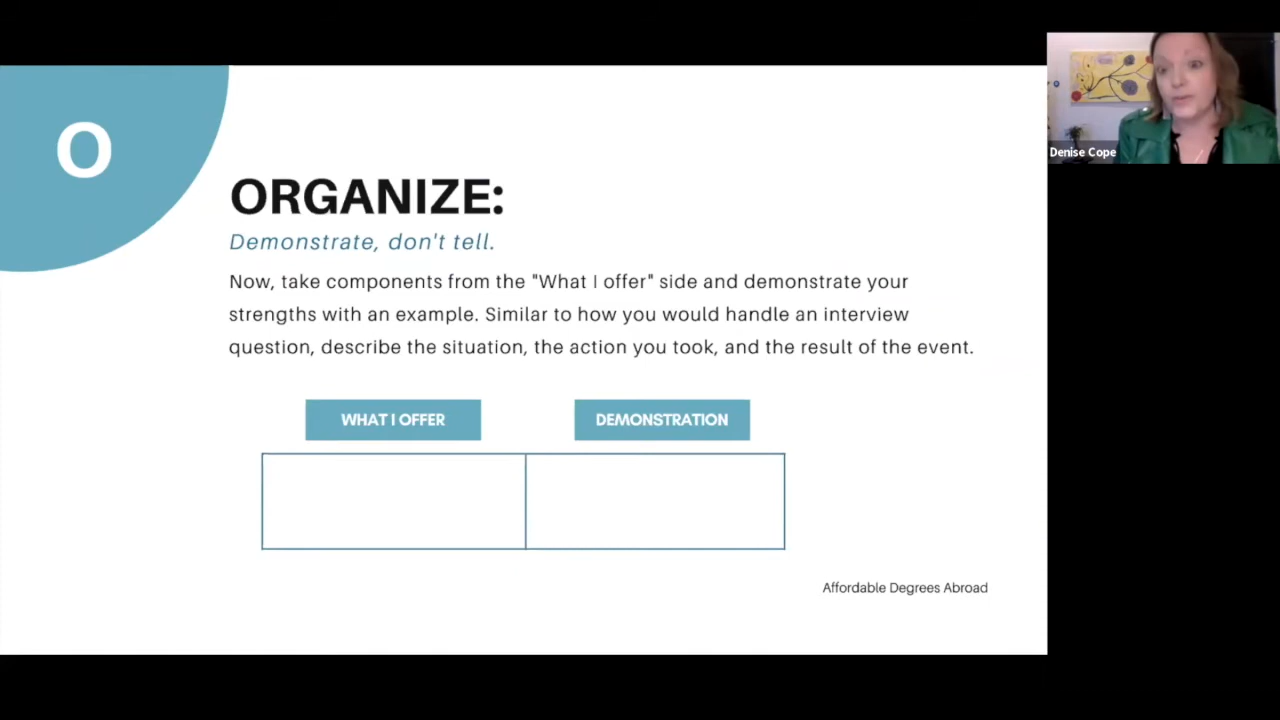 O
ORGANIZE:
Demonstrate, don't tell.
Now, take components from the "What I offer" side and demonstrate your
strengths with an example. Similar to how you would handle an interview
question, describe the situation, the action you took, and the result of the event.
WHAT I OFFER
DEMONSTRATION
Affordable Degrees Abroad
Denise Cope